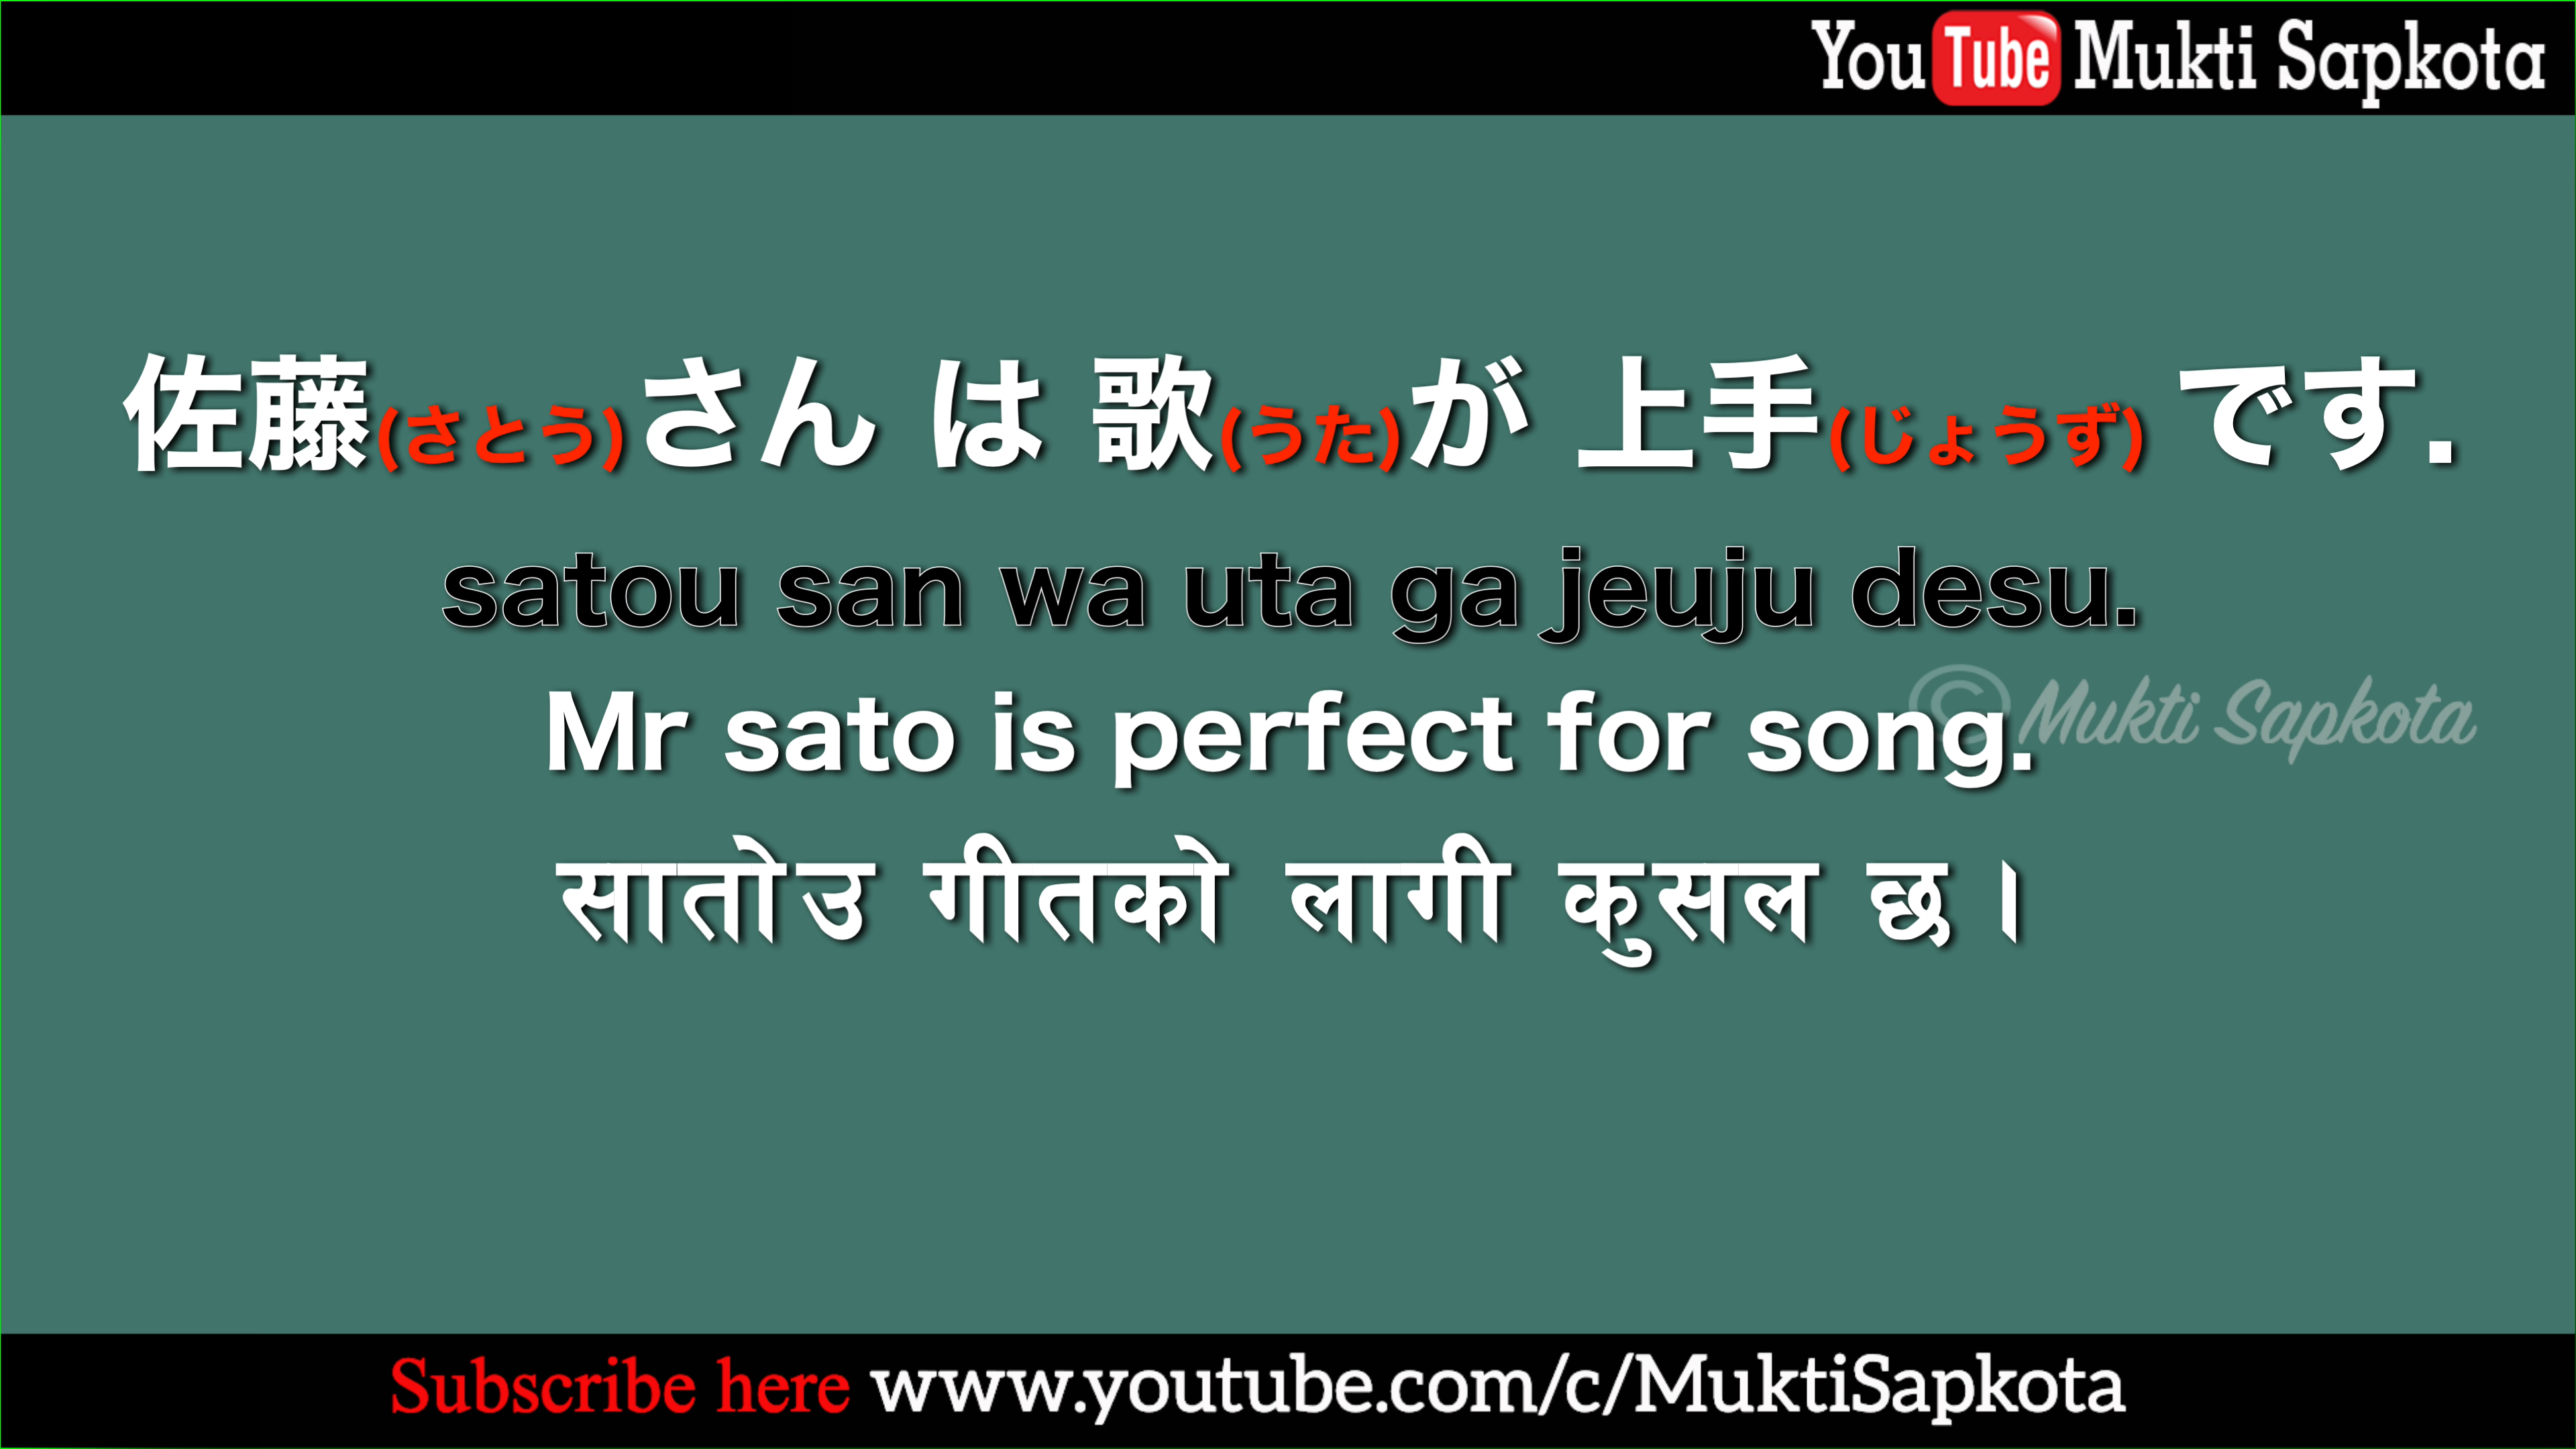 You Tube Mukti Sapkota
佐藤(さとう)さん は 歌(うた)が 上手(じょうず) です.
satou san wa uta ga jeuju desu.
Mr sato is perfect for song.
© Mukti Sapkota
सातोउ गीतको लागी कुसल छ ।
Subscribe here www.youtube.com/c/MuktiSapkota